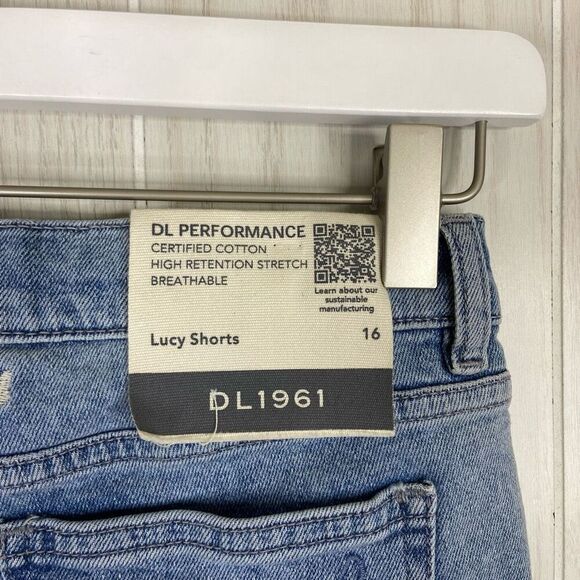 DL PERFORMANCE
CERTIFIED COTTON
HIGH RETENTION STRETCH
BREATHABLE
Learn about our
sustainable
manufacturing
Lucy Shorts 16
DL1961